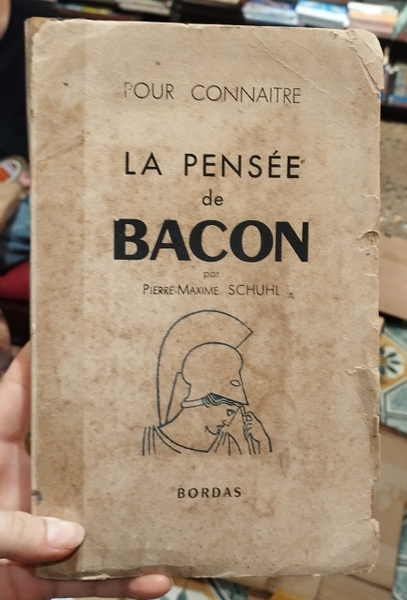 POUR CONNAITRE
LA PENSÉE
de
BACON
par
PIERRE-MAXIME SCHUHL
BORDAS